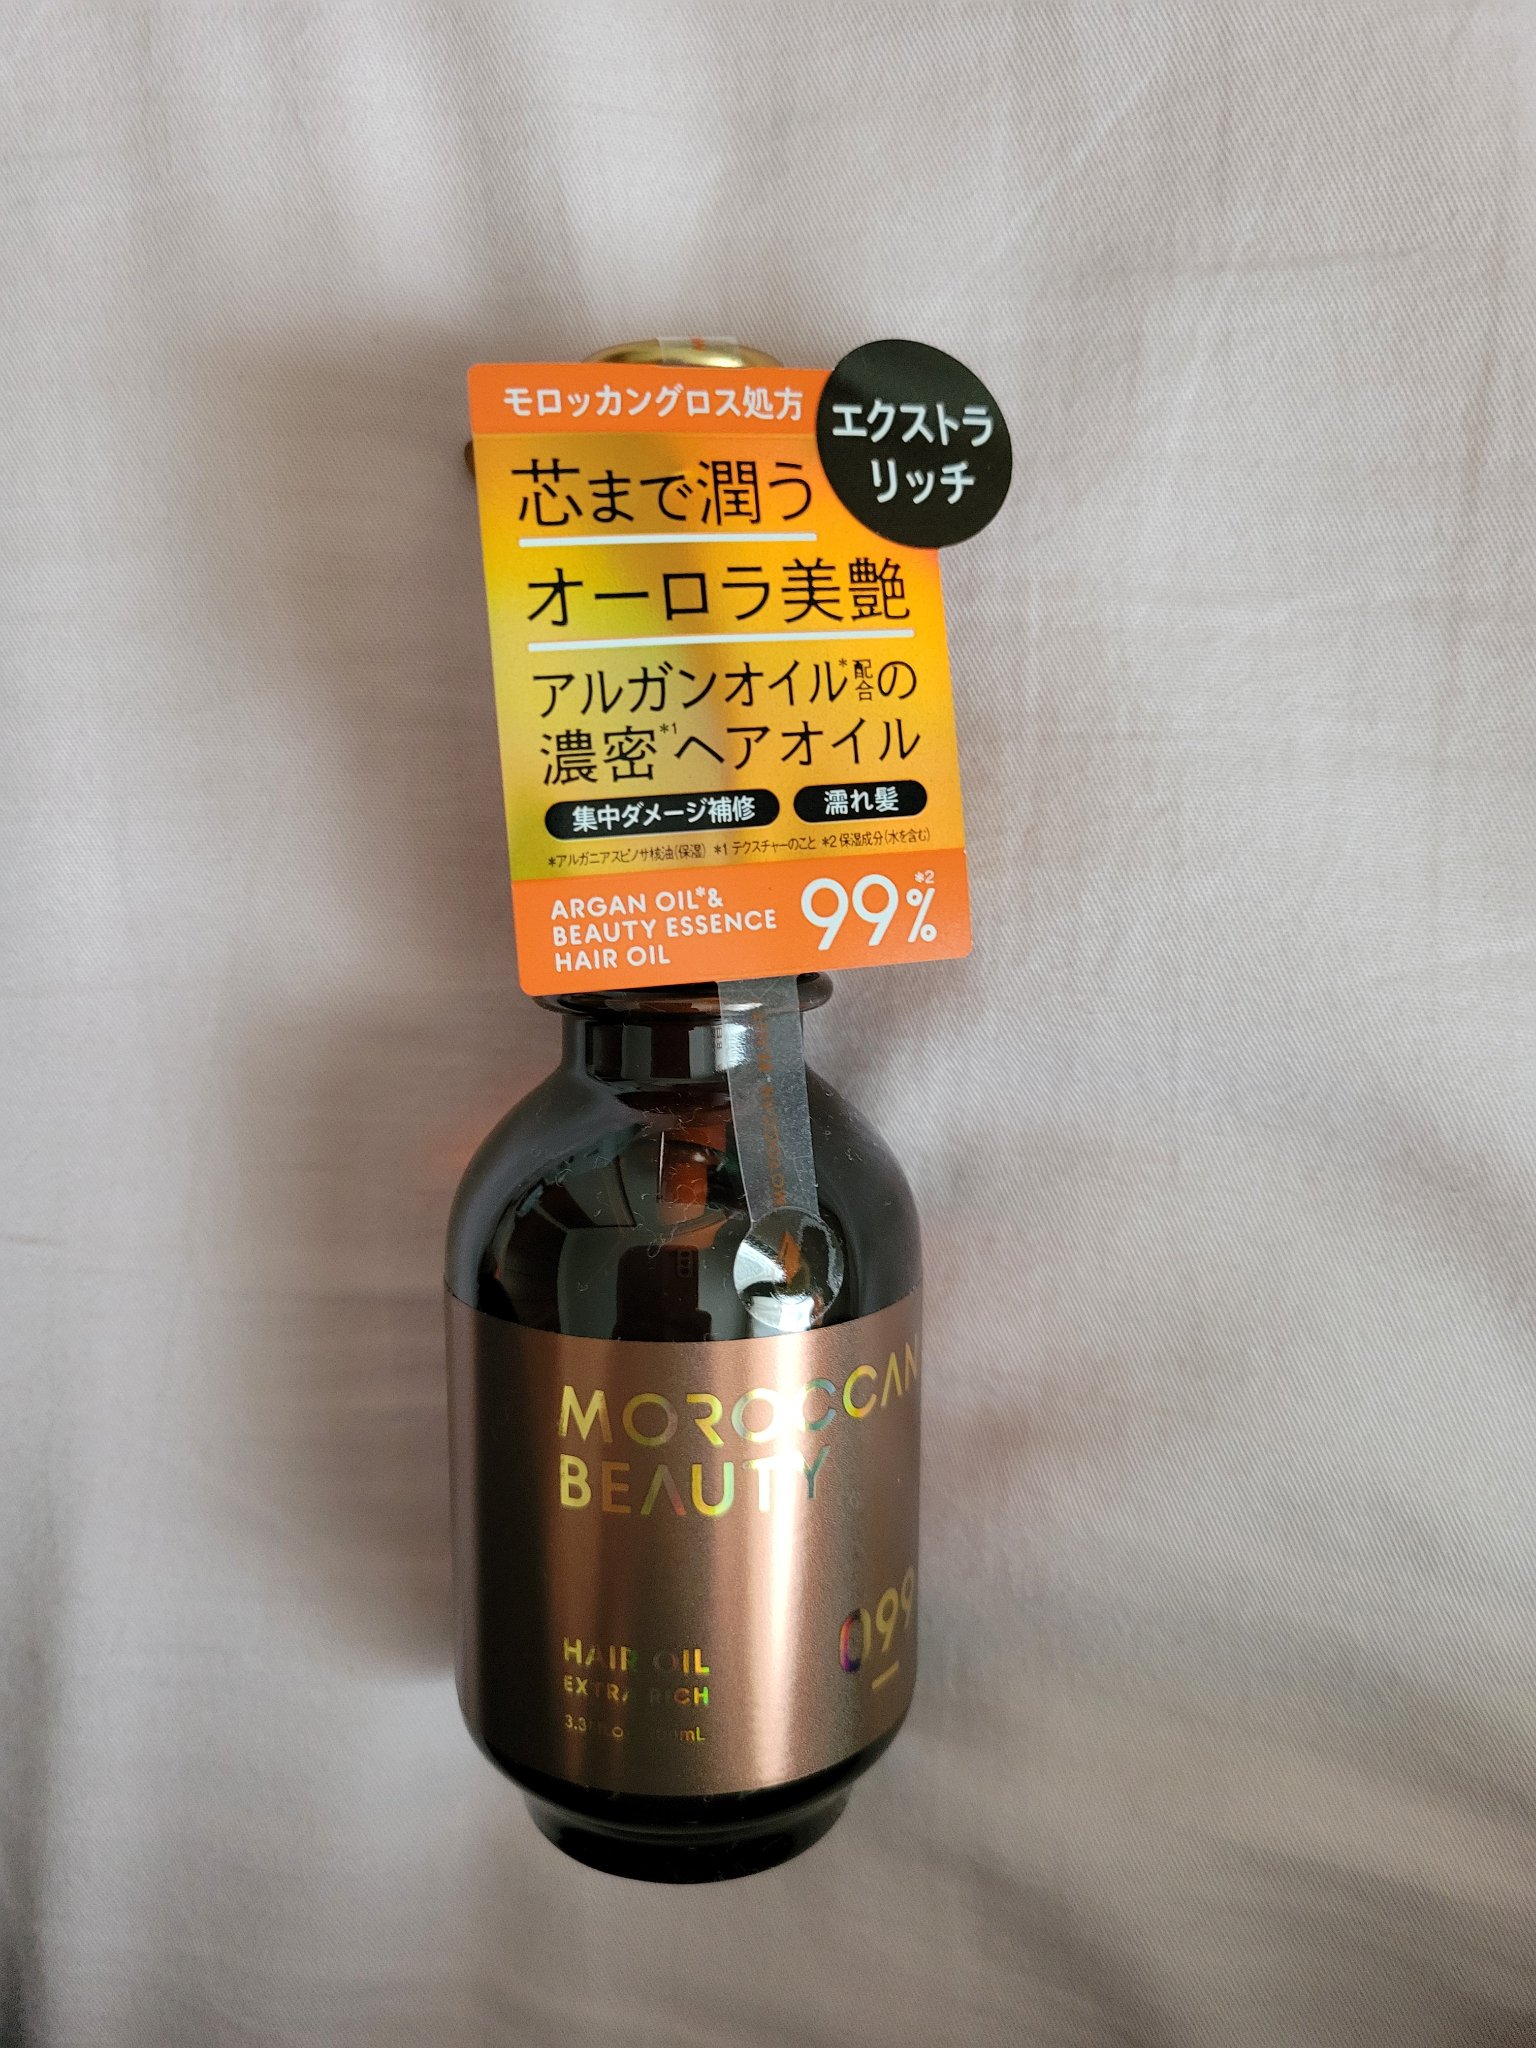 モロッカングロス処方
エクストラ
リッチ
芯まで潤う
オーロラ美艶
アルガンオイル*配合の
濃密*1ヘアオイル
集中ダメージ補修 濡れ髪
*アルガニアスピノサ核油(保湿) *1 テクスチャーのこと *2 保湿成分(水を含む)
ARGAN OIL*&
BEAUTY ESSENCE
HAIR OIL
99%*2
MOROCCAN
BEAUTY
099
HAIR OIL
EXTRA RICH